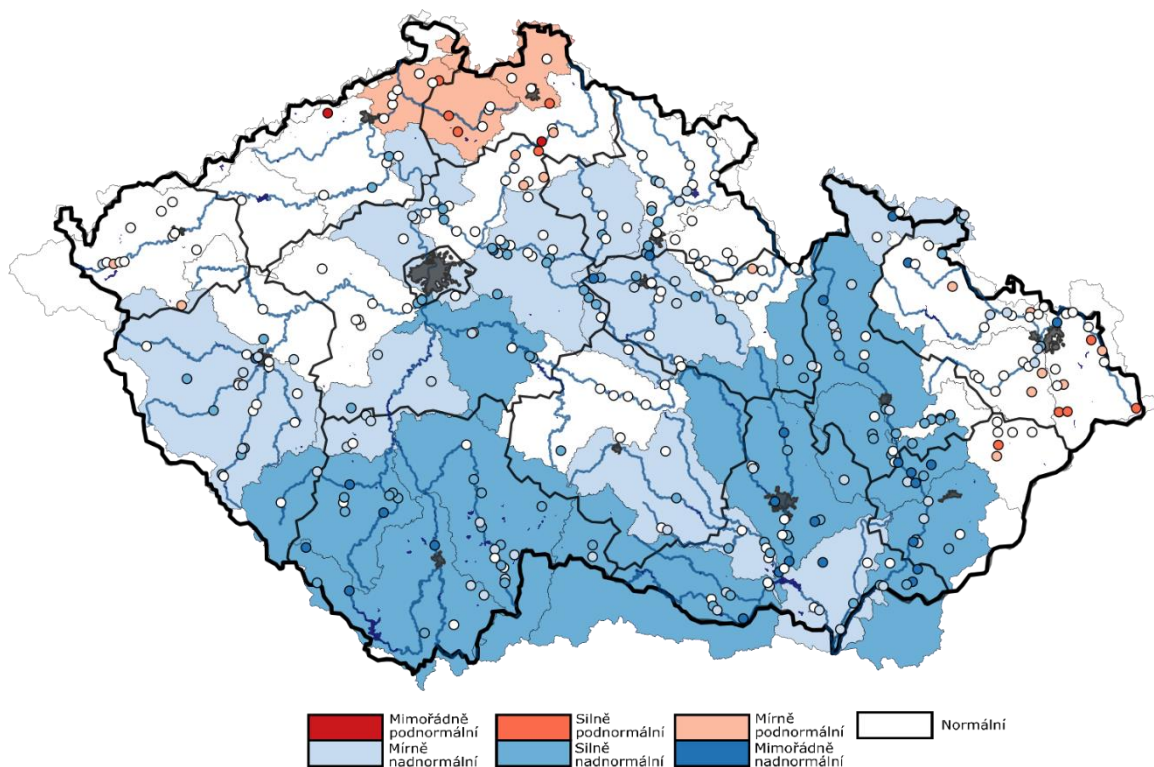 Mimořádně
podnormální
Silně
podnormální
Mírně
podnormální
Normální
Mírně
nadnormální
Silně
nadnormální
Mimořádně
nadnormální